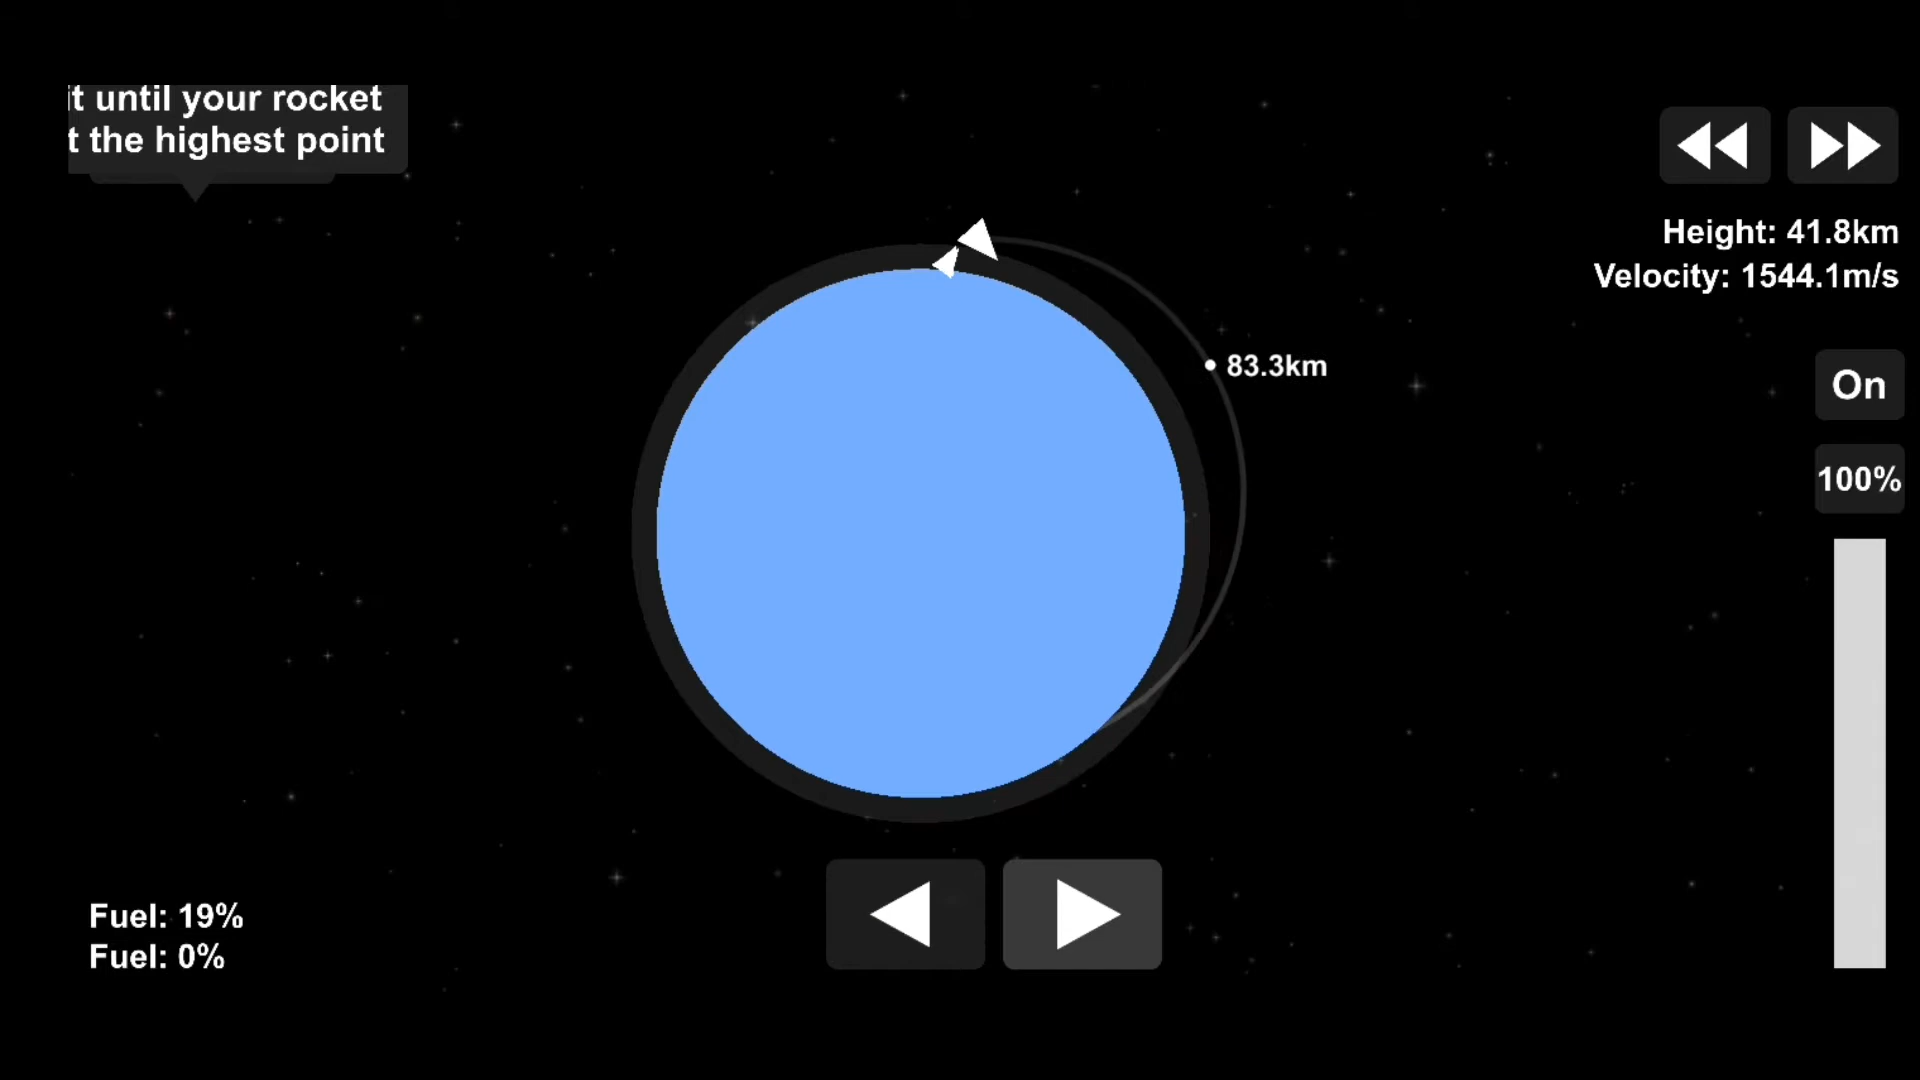 it until your rocket
t the highest point
Height: 41.8km
Velocity: 1544.1m/s
83.3km
On
100%
Fuel: 19%
Fuel: 0%